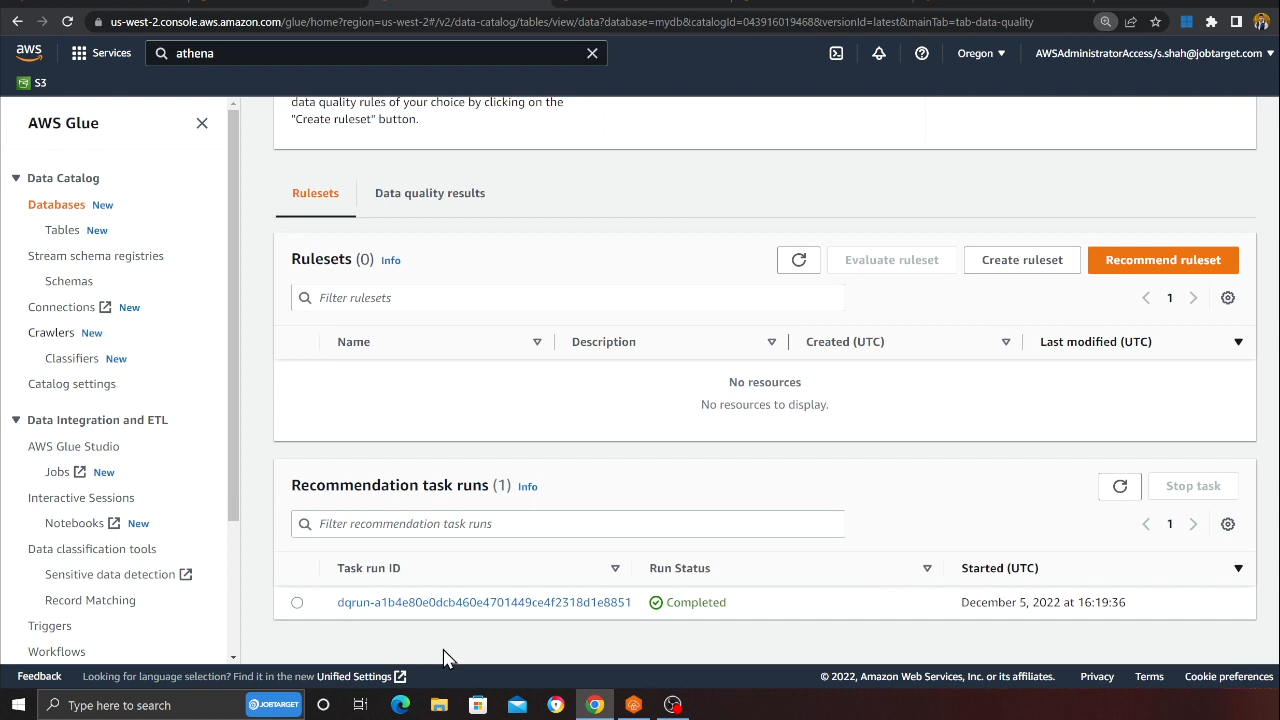 us-west-2.console.aws.amazon.com/glue/home?region=us-west-2#/v2/data-catalog/tables/view/data?database=mydb&catalogId=043916019468&versionId=latest&mainTab=tab-data-quality
aws
Services
athena
Oregon
AWSAdministratorAccess/s.shah@jobtarget.com
S3
AWS Glue
Data Catalog
Databases New
Tables New
Stream schema registries
Schemas
Connections New
Crawlers New
Classifiers New
Catalog settings
Data Integration and ETL
AWS Glue Studio
Jobs New
Interactive Sessions
Notebooks New
Data classification tools
Sensitive data detection
Record Matching
Triggers
Workflows
data quality rules of your choice by clicking on the
"Create ruleset" button.
Rulesets Data quality results
Rulesets (0) Info
Evaluate ruleset Create ruleset Recommend ruleset
Filter rulesets
1
Name Description Created (UTC) Last modified (UTC)
No resources
No resources to display.
Recommendation task runs (1) Info
Stop task
Filter recommendation task runs
1
Task run ID Run Status Started (UTC)
dqrun-a1b4e80e0dcb460e4701449ce4f2318d1e8851 Completed December 5, 2022 at 16:19:36
Feedback Looking for language selection? Find it in the new Unified Settings © 2022, Amazon Web Services, Inc. or its affiliates. Privacy Terms Cookie preferences
Type here to search JOBTARGET